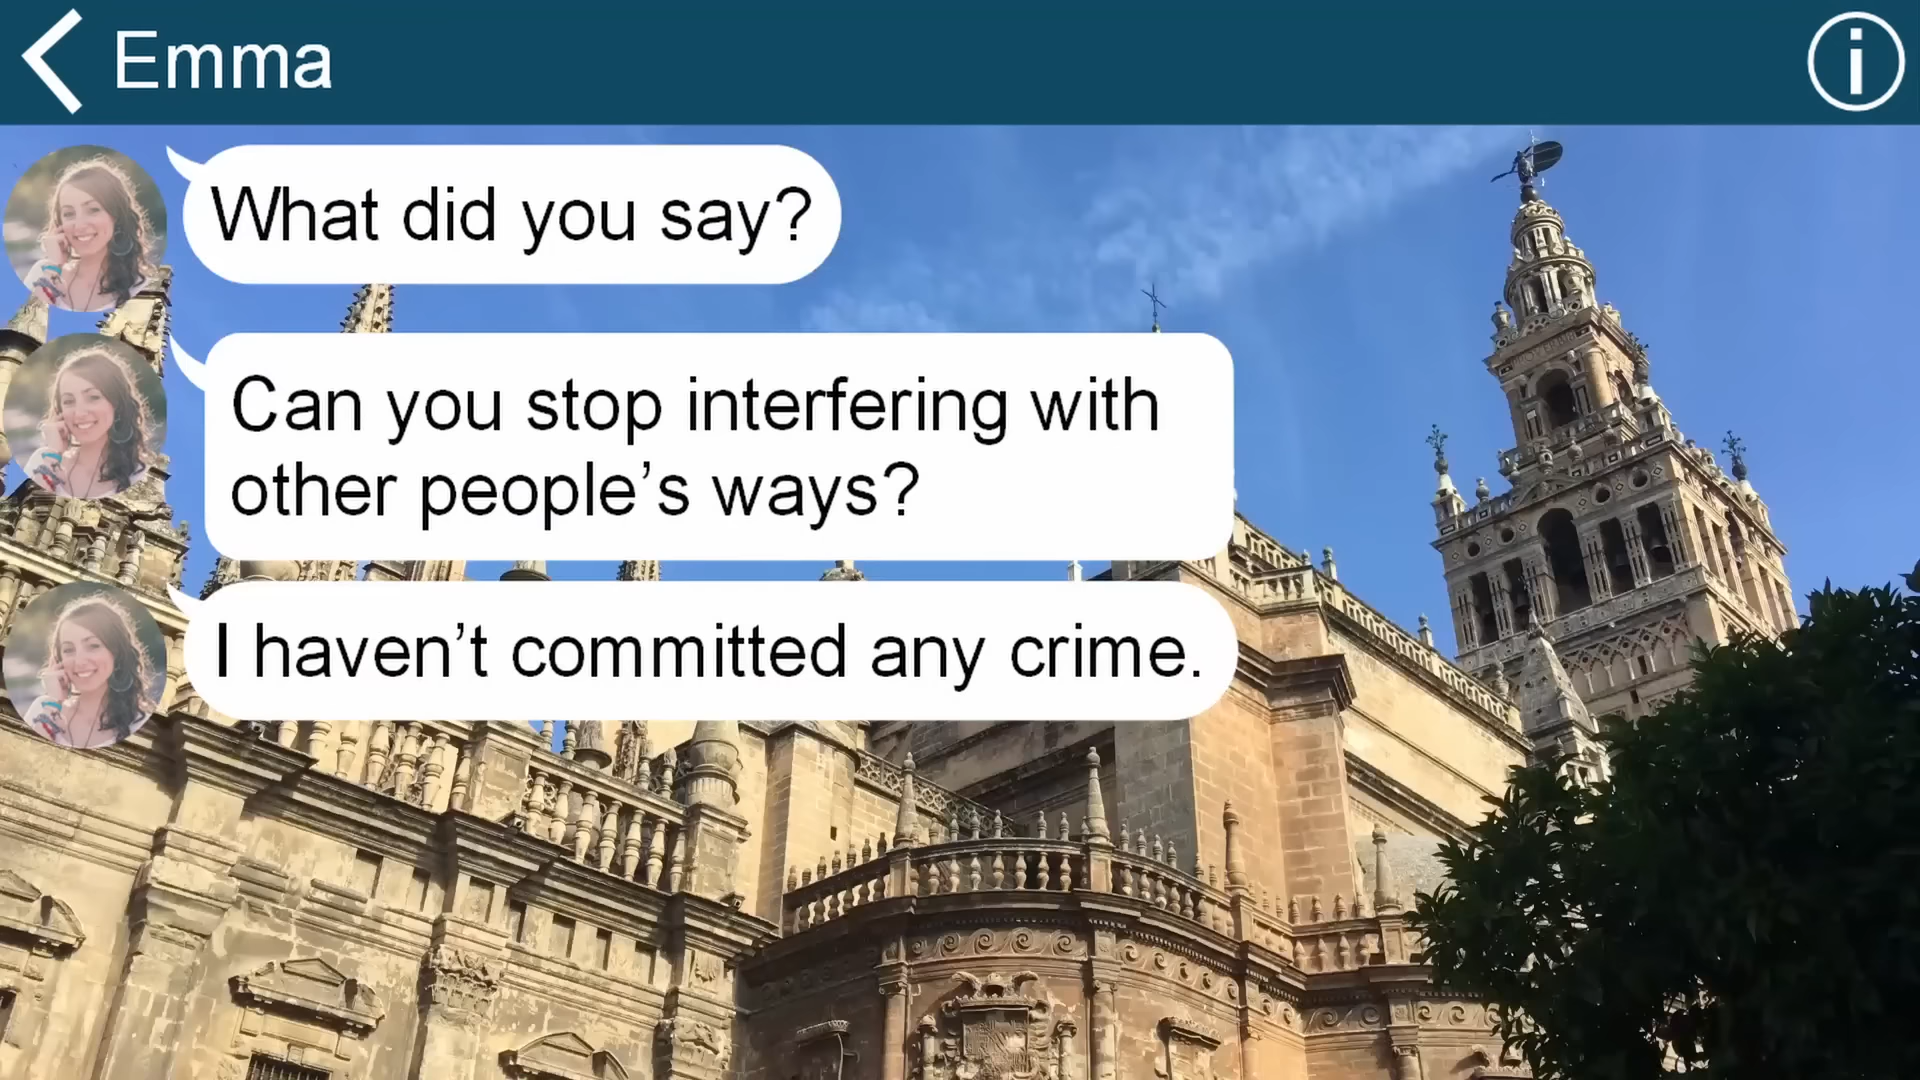 Emma
What did you say?
Can you stop interfering with
other people’s ways?
I haven’t committed any crime.